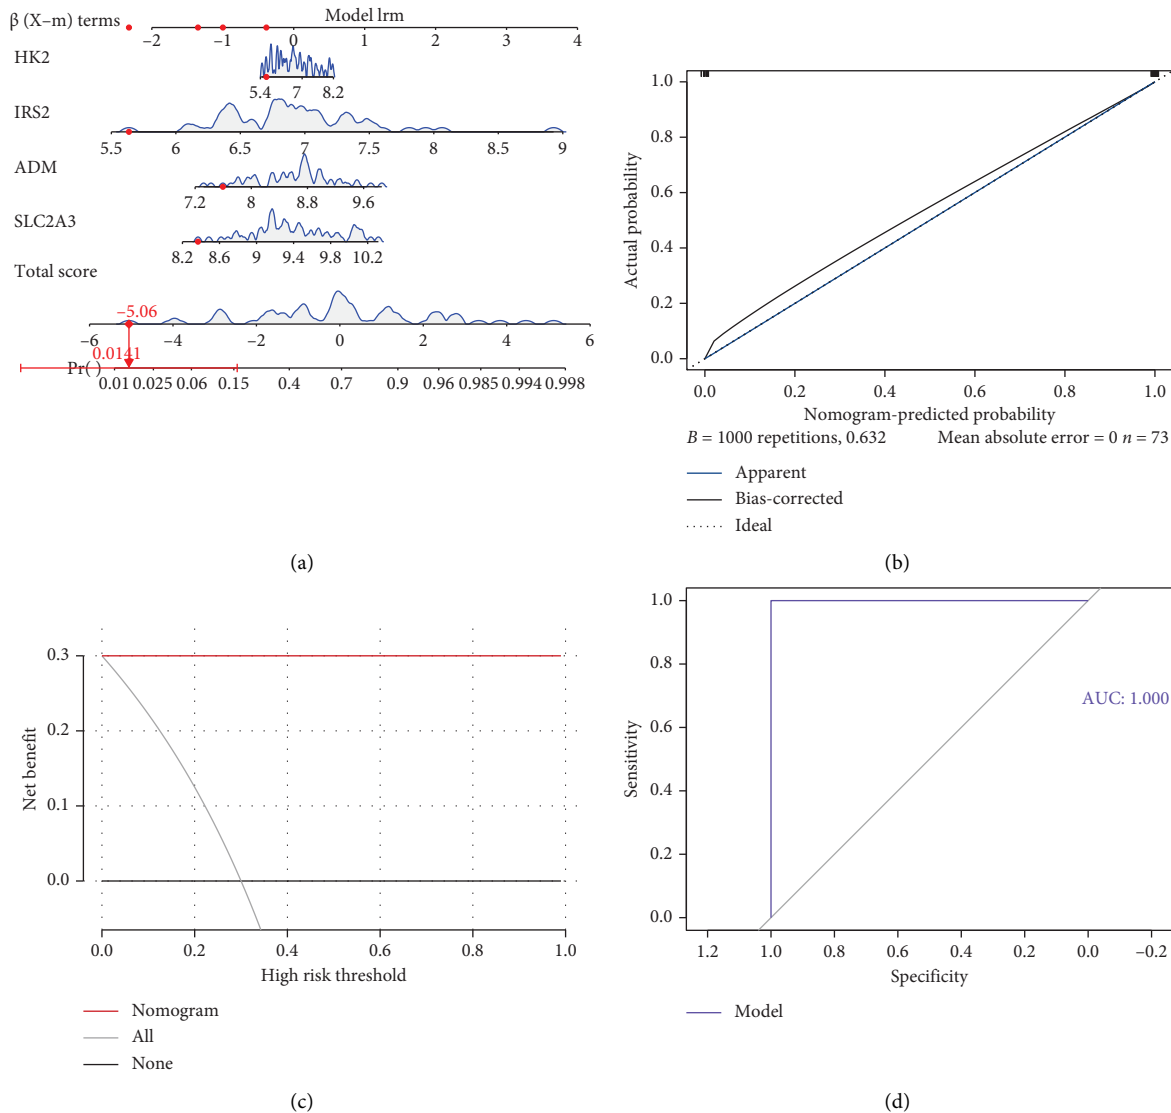 β (X–m) terms
Model lrm
−2 −1 0 1 2 3 4
HK2
5.4 7 8.2
IRS2
5.5 6 6.5 7 7.5 8 8.5 9
ADM
7.2 8 8.8 9.6
SLC2A3
8.2 8.6 9 9.4 9.8 10.2
Total score
−5.06
−6 −4 −2 0 2 4 6
0.0141
Pr( )
0.01 0.025 0.06 0.15 0.4 0.7 0.9 0.96 0.985 0.994 0.998
(a)
Actual probability
1.0
0.8
0.6
0.4
0.2
0.0
0.0 0.2 0.4 0.6 0.8 1.0
Nomogram-predicted probability
B = 1000 repetitions, 0.632 Mean absolute error = 0 n = 73
Apparent
Bias-corrected
Ideal
(b)
Net benefit
0.3
0.2
0.1
0.0
0.0 0.2 0.4 0.6 0.8 1.0
High risk threshold
Nomogram
All
None
(c)
Sensitivity
1.0
0.8
0.6
0.4
0.2
0.0
AUC: 1.000
1.2 1.0 0.8 0.6 0.4 0.2 0.0 −0.2
Specificity
Model
(d)